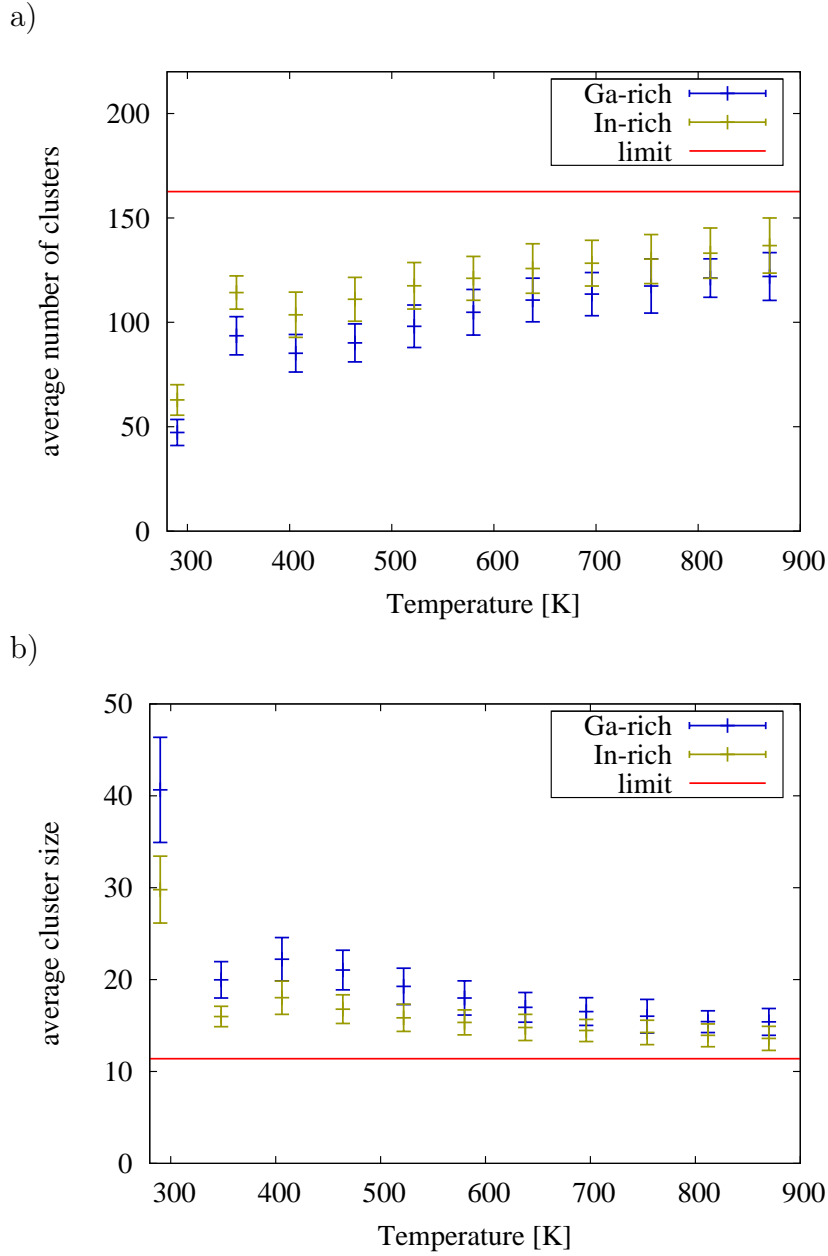 a)
average number of clusters
200
150
100
50
0
Ga-rich
In-rich
limit
300 400 500 600 700 800 900
Temperature [K]
b)
average cluster size
50
40
30
20
10
0
Ga-rich
In-rich
limit
300 400 500 600 700 800 900
Temperature [K]